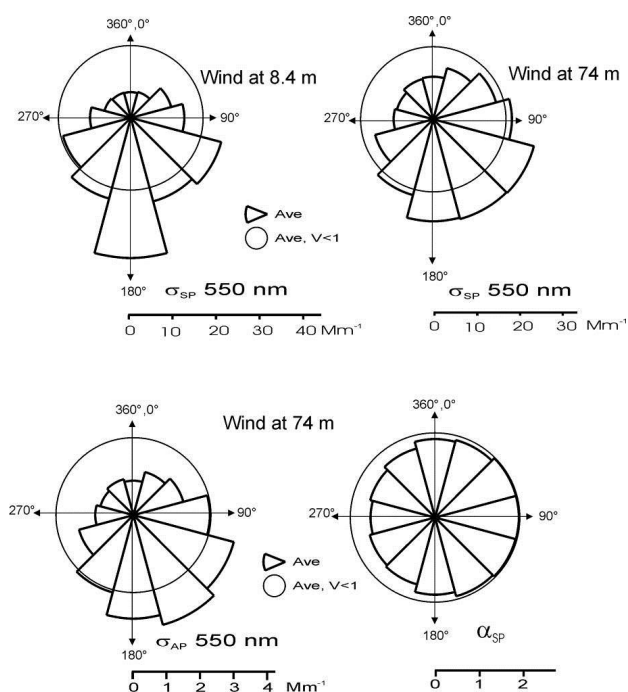 360°,0°
Wind at 8.4 m
270°
90°
180°
Ave
Ave, V<1
σSP 550 nm
0 10 20 30 40 Mm⁻¹
360°,0°
Wind at 74 m
270°
90°
180°
σSP 550 nm
0 10 20 30 Mm⁻¹
360°,0°
Wind at 74 m
270°
90°
180°
Ave
Ave, V<1
σAP 550 nm
0 1 2 3 4 Mm⁻¹
360°,0°
270°
90°
180°
αSP
0 1 2